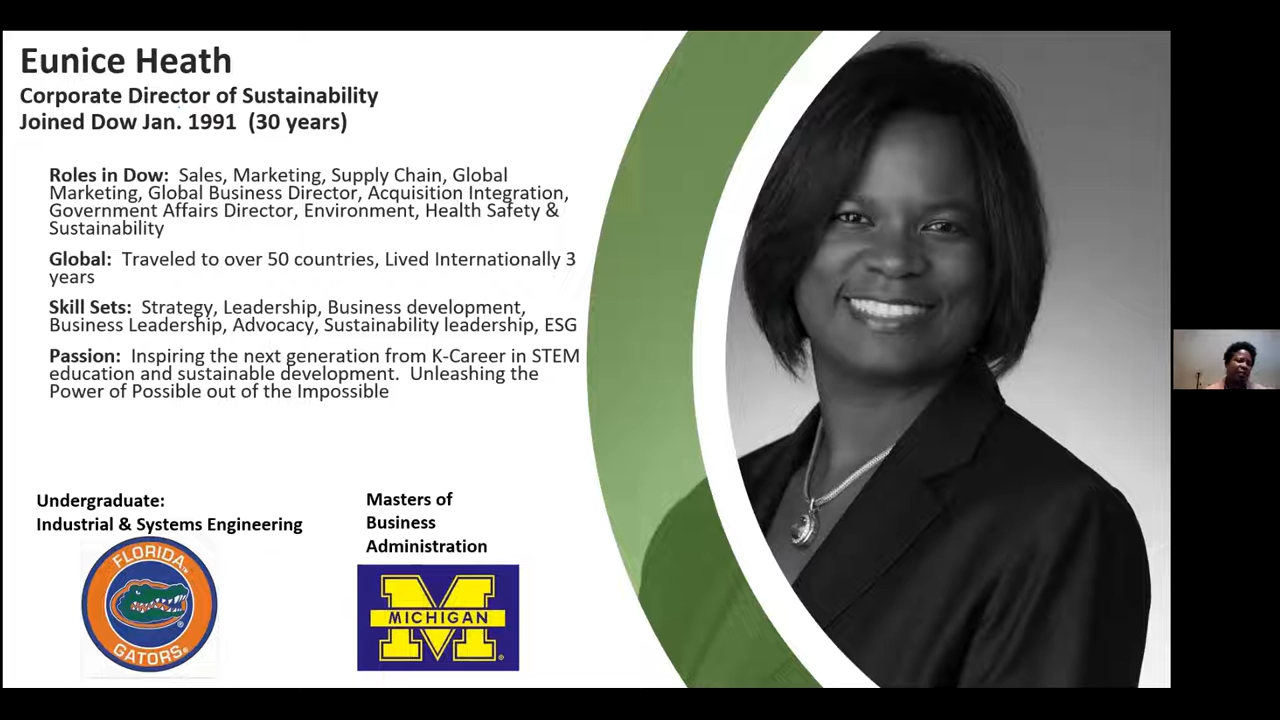 Eunice Heath
Corporate Director of Sustainability
Joined Dow Jan. 1991 (30 years)
Roles in Dow: Sales, Marketing, Supply Chain, Global
Marketing, Global Business Director, Acquisition Integration,
Government Affairs Director, Environment, Health Safety &
Sustainability
Global: Traveled to over 50 countries, Lived Internationally 3
years
Skill Sets: Strategy, Leadership, Business development,
Business Leadership, Advocacy, Sustainability leadership, ESG
Passion: Inspiring the next generation from K-Career in STEM
education and sustainable development. Unleashing the
Power of Possible out of the Impossible
Undergraduate:
Industrial & Systems Engineering
Masters of
Business
Administration
FLORIDA
GATORS
MICHIGAN